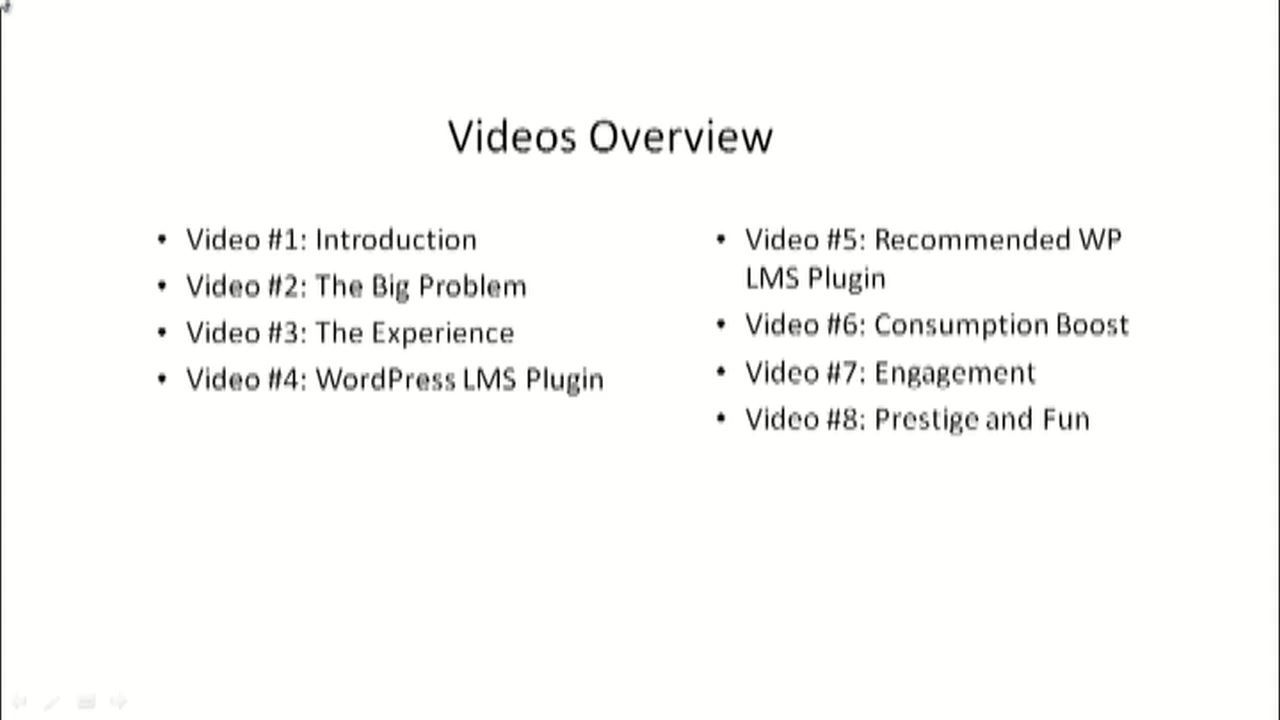 Videos Overview
• Video #1: Introduction
• Video #2: The Big Problem
• Video #3: The Experience
• Video #4: WordPress LMS Plugin
• Video #5: Recommended WP
LMS Plugin
• Video #6: Consumption Boost
• Video #7: Engagement
• Video #8: Prestige and Fun